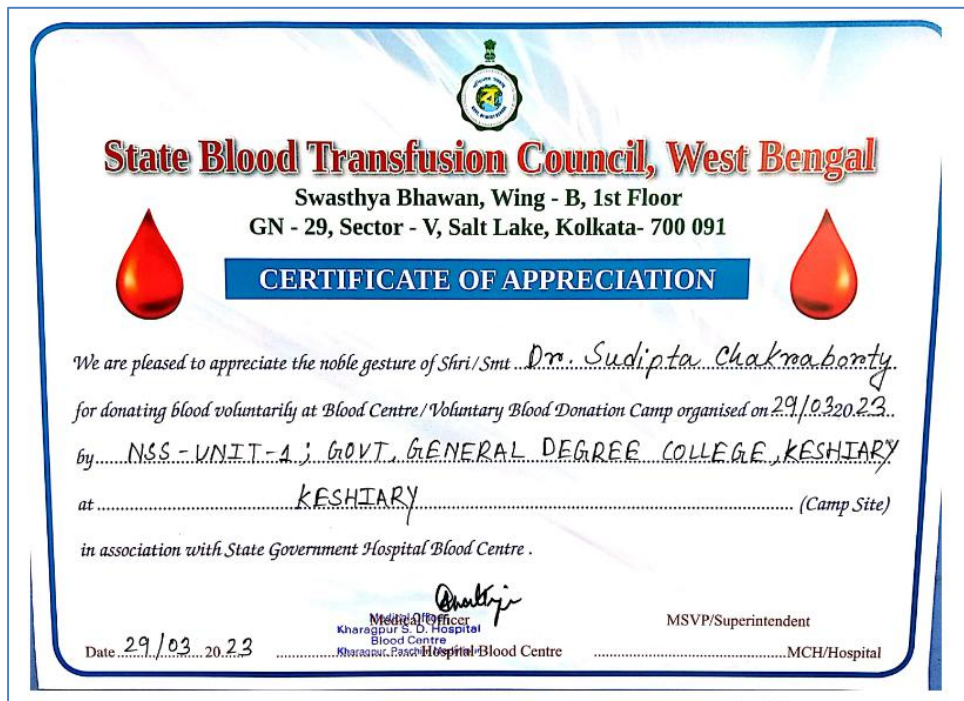 State Blood Transfusion Council, West Bengal
Swasthya Bhawan, Wing - B, 1st Floor
GN - 29, Sector - V, Salt Lake, Kolkata- 700 091
CERTIFICATE OF APPRECIATION
We are pleased to appreciate the noble gesture of Shri/Smt Dr. Sudipta Chakraborty
for donating blood voluntarily at Blood Centre/Voluntary Blood Donation Camp organised on 29/03 2023
by NSS-UNIT-1; GOVT. GENERAL DEGREE COLLEGE, KESHIARY
at KESHIARY (Camp Site)
in association with State Government Hospital Blood Centre .
Medical Officer
Medical Officer MSVP/Superintendent
Kharagpur S. D. Hospital
Blood Centre
Kharagpur, Paschim
Date 29/03 2023 Hospital Blood Centre MCH/Hospital